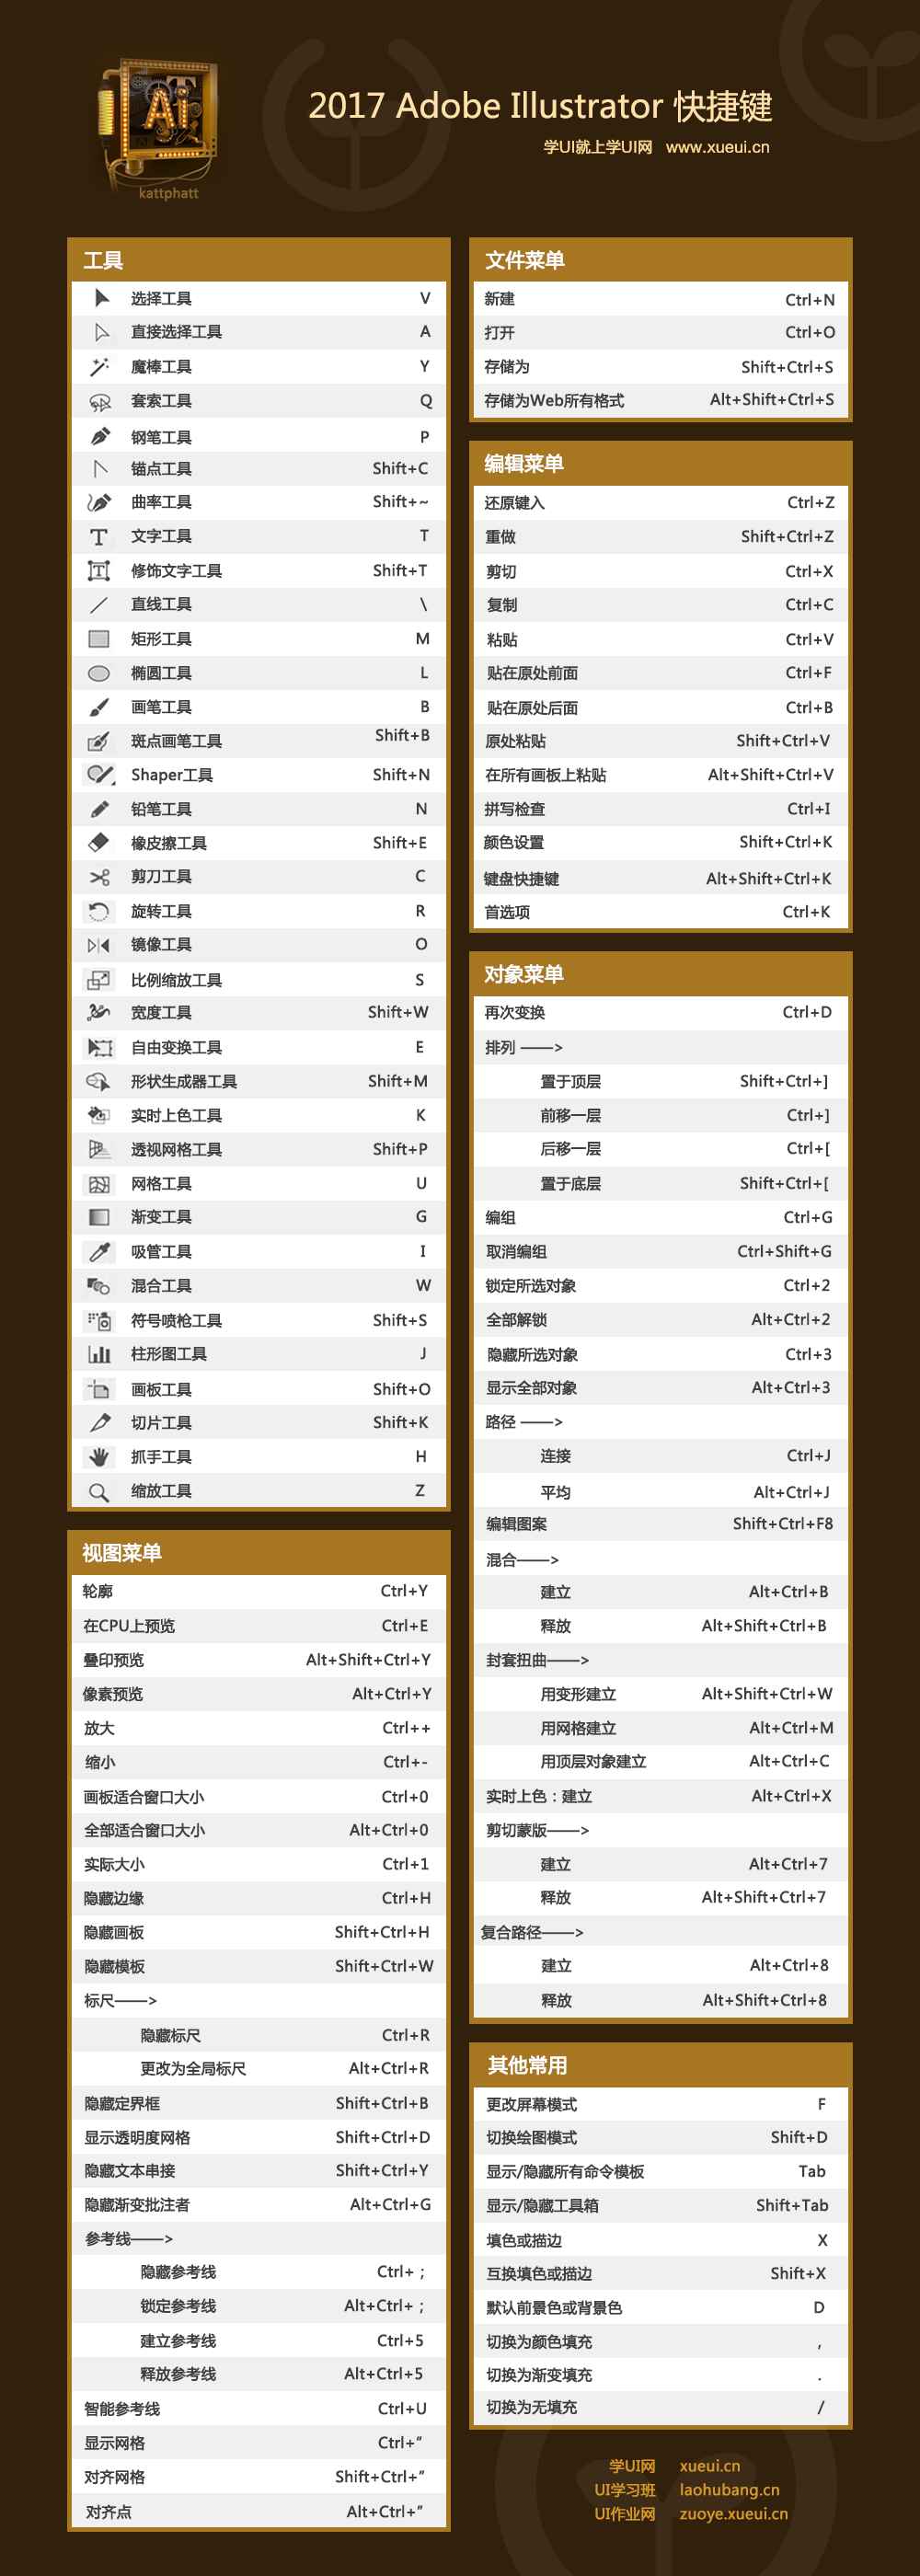 Ai
kattphatt
2017 Adobe Illustrator 快捷键
学UI就上学UI网 www.xueui.cn
工具
选择工具 V
直接选择工具 A
魔棒工具 Y
套索工具 Q
钢笔工具 P
锚点工具 Shift+C
曲率工具 Shift+~
文字工具 T
修饰文字工具 Shift+T
直线工具 \
矩形工具 M
椭圆工具 L
画笔工具 B
斑点画笔工具 Shift+B
Shaper工具 Shift+N
铅笔工具 N
橡皮擦工具 Shift+E
剪刀工具 C
旋转工具 R
镜像工具 O
比例缩放工具 S
宽度工具 Shift+W
自由变换工具 E
形状生成器工具 Shift+M
实时上色工具 K
透视网格工具 Shift+P
网格工具 U
渐变工具 G
吸管工具 I
混合工具 W
符号喷枪工具 Shift+S
柱形图工具 J
画板工具 Shift+O
切片工具 Shift+K
抓手工具 H
缩放工具 Z
视图菜单
轮廓 Ctrl+Y
在CPU上预览 Ctrl+E
叠印预览 Alt+Shift+Ctrl+Y
像素预览 Alt+Ctrl+Y
放大 Ctrl++
缩小 Ctrl+-
画板适合窗口大小 Ctrl+0
全部适合窗口大小 Alt+Ctrl+0
实际大小 Ctrl+1
隐藏边缘 Ctrl+H
隐藏画板 Shift+Ctrl+H
隐藏模板 Shift+Ctrl+W
标尺——>
隐藏标尺 Ctrl+R
更改为全局标尺 Alt+Ctrl+R
隐藏定界框 Shift+Ctrl+B
显示透明度网格 Shift+Ctrl+D
隐藏文本串接 Shift+Ctrl+Y
隐藏渐变批注者 Alt+Ctrl+G
参考线——>
隐藏参考线 Ctrl+；
锁定参考线 Alt+Ctrl+；
建立参考线 Ctrl+5
释放参考线 Alt+Ctrl+5
智能参考线 Ctrl+U
显示网格 Ctrl+”
对齐网格 Shift+Ctrl+”
对齐点 Alt+Ctrl+”
文件菜单
新建 Ctrl+N
打开 Ctrl+O
存储为 Shift+Ctrl+S
存储为Web所有格式 Alt+Shift+Ctrl+S
编辑菜单
还原键入 Ctrl+Z
重做 Shift+Ctrl+Z
剪切 Ctrl+X
复制 Ctrl+C
粘贴 Ctrl+V
贴在原处前面 Ctrl+F
贴在原处后面 Ctrl+B
原处粘贴 Shift+Ctrl+V
在所有画板上粘贴 Alt+Shift+Ctrl+V
拼写检查 Ctrl+I
颜色设置 Shift+Ctrl+K
键盘快捷键 Alt+Shift+Ctrl+K
首选项 Ctrl+K
对象菜单
再次变换 Ctrl+D
排列 ——>
置于顶层 Shift+Ctrl+]
前移一层 Ctrl+]
后移一层 Ctrl+[
置于底层 Shift+Ctrl+[
编组 Ctrl+G
取消编组 Ctrl+Shift+G
锁定所选对象 Ctrl+2
全部解锁 Alt+Ctrl+2
隐藏所选对象 Ctrl+3
显示全部对象 Alt+Ctrl+3
路径 ——>
连接 Ctrl+J
平均 Alt+Ctrl+J
编辑图案 Shift+Ctrl+F8
混合——>
建立 Alt+Ctrl+B
释放 Alt+Shift+Ctrl+B
封套扭曲——>
用变形建立 Alt+Shift+Ctrl+W
用网格建立 Alt+Ctrl+M
用顶层对象建立 Alt+Ctrl+C
实时上色：建立 Alt+Ctrl+X
剪切蒙版——>
建立 Alt+Ctrl+7
释放 Alt+Shift+Ctrl+7
复合路径——>
建立 Alt+Ctrl+8
释放 Alt+Shift+Ctrl+8
其他常用
更改屏幕模式 F
切换绘图模式 Shift+D
显示/隐藏所有命令模板 Tab
显示/隐藏工具箱 Shift+Tab
填色或描边 X
互换填色或描边 Shift+X
默认前景色或背景色 D
切换为颜色填充 ,
切换为渐变填充 .
切换为无填充 /
学UI网 xueui.cn
UI学习班 laohubang.cn
UI作业网 zuoye.xueui.cn